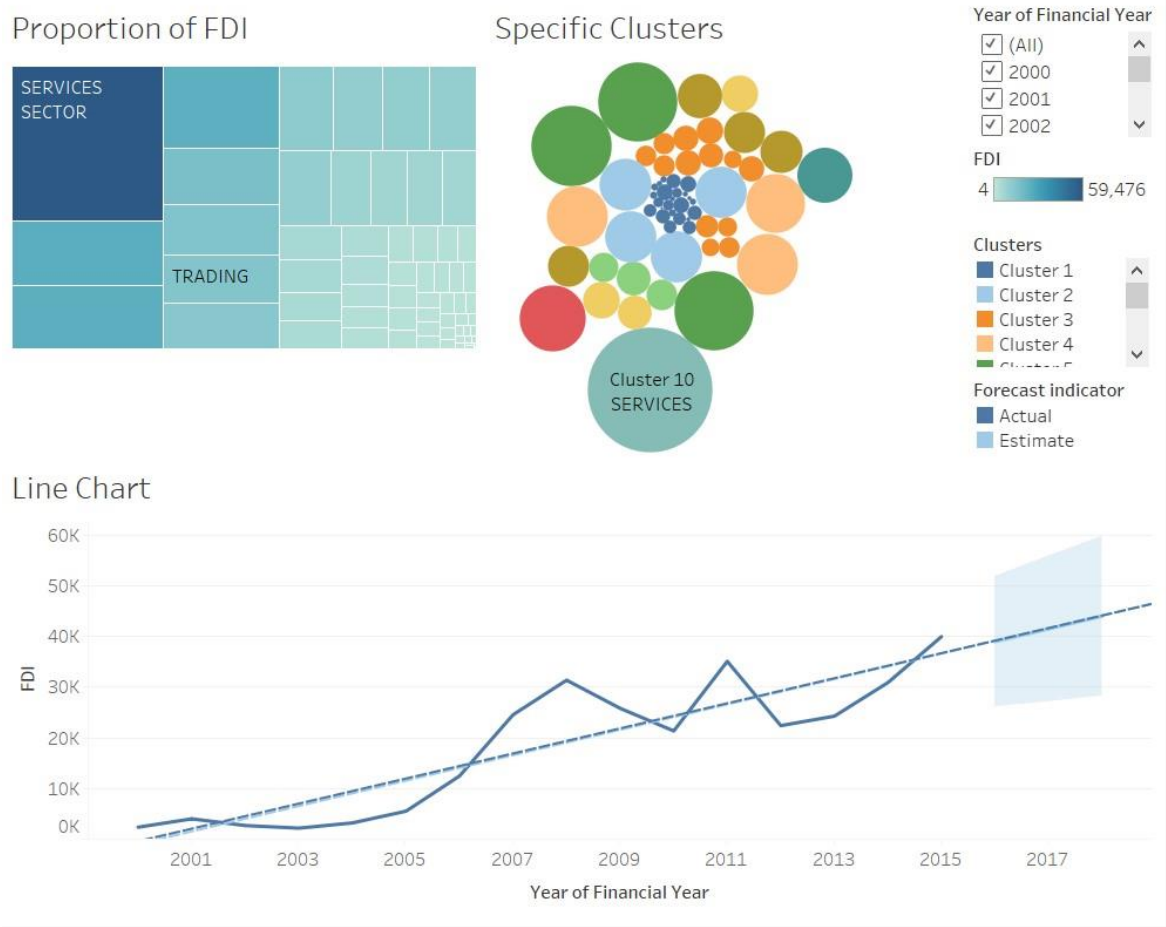 Proportion of FDI
SERVICES
SECTOR
TRADING
Specific Clusters
Cluster 10
SERVICES
Year of Financial Year
(All)
2000
2001
2002
FDI
4 59,476
Clusters
Cluster 1
Cluster 2
Cluster 3
Cluster 4
Forecast indicator
Actual
Estimate
Line Chart
60K
50K
40K
30K
20K
10K
0K
FDI
2001 2003 2005 2007 2009 2011 2013 2015 2017
Year of Financial Year